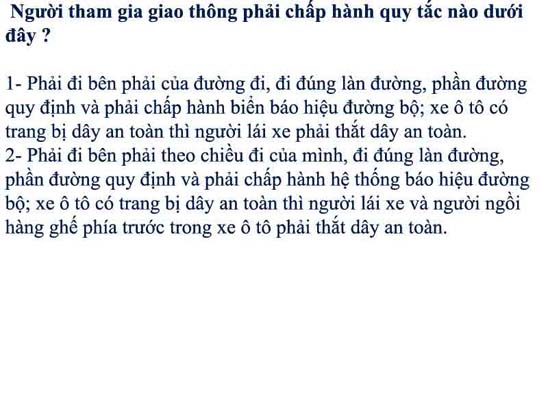 Người tham gia giao thông phải chấp hành quy tắc nào dưới
đây ?
1- Phải đi bên phải của đường đi, đi đúng làn đường, phần đường
quy định và phải chấp hành biển báo hiệu đường bộ; xe ô tô có
trang bị dây an toàn thì người lái xe phải thắt dây an toàn.
2- Phải đi bên phải theo chiều đi của mình, đi đúng làn đường,
phần đường quy định và phải chấp hành hệ thống báo hiệu đường
bộ; xe ô tô có trang bị dây an toàn thì người lái xe và người ngồi
hàng ghế phía trước trong xe ô tô phải thắt dây an toàn.